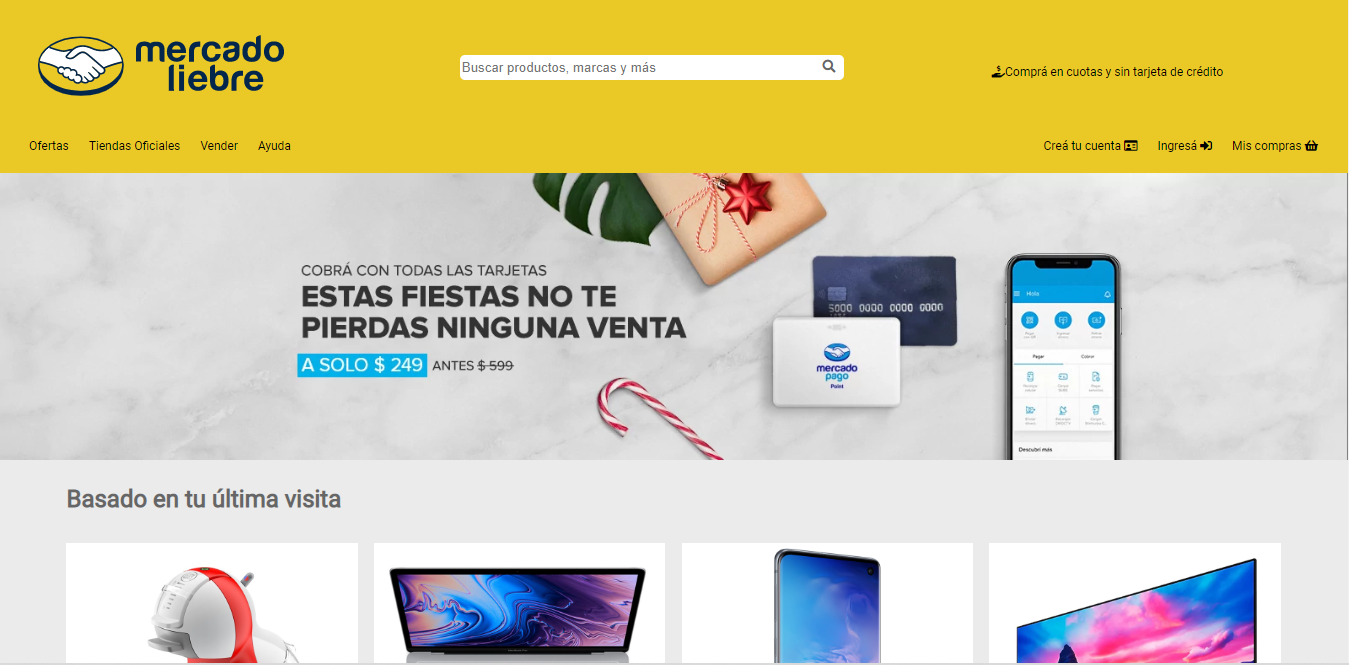 mercado
liebre
Buscar productos, marcas y más
Comprá en cuotas y sin tarjeta de crédito
Ofertas Tiendas Oficiales Vender Ayuda
Creá tu cuenta Ingresá Mis compras
COBRÁ CON TODAS LAS TARJETAS
ESTAS FIESTAS NO TE
PIERDAS NINGUNA VENTA
A SOLO $ 249 ANTES $ 599
5000 0000 0000 0000
mercado
pago
Point
Hola
Pagar Cobrar
Descubrí más
Basado en tu última visita